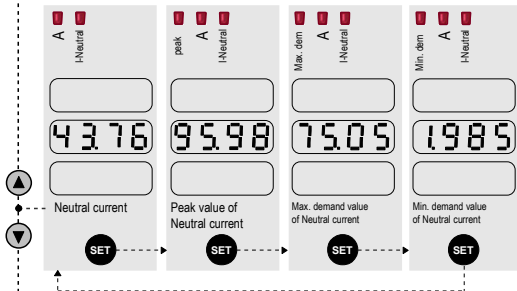 A
I-Neutral
peak
A
I-Neutral
Max. dem
A
I-Neutral
Min. dem
A
I-Neutral
43.76
95.98
75.05
1.985
Neutral current
Peak value of
Neutral current
Max. demand value
of Neutral current
Min. demand value
of Neutral current
SET
SET
SET
SET